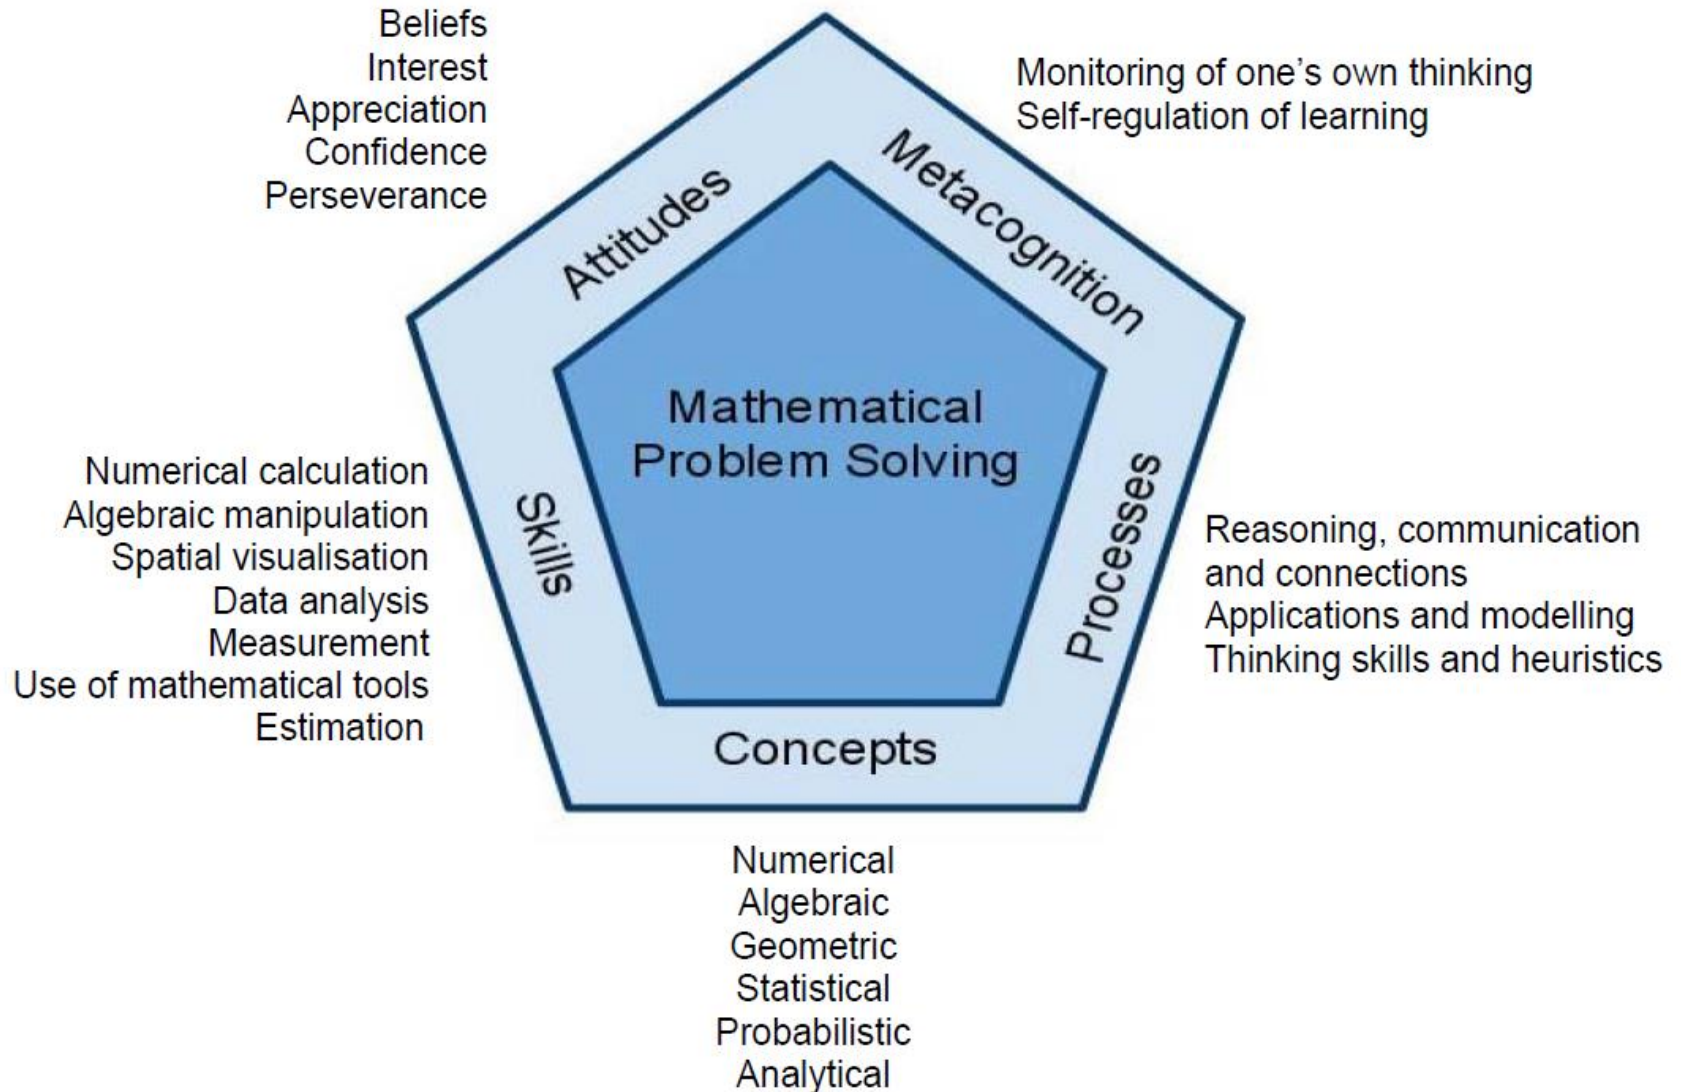 Beliefs
Interest
Appreciation
Confidence
Perseverance
Monitoring of one's own thinking
Self-regulation of learning
Attitudes
Metacognition
Mathematical
Problem Solving
Numerical calculation
Algebraic manipulation
Spatial visualisation
Data analysis
Measurement
Use of mathematical tools
Estimation
Skills
Processes
Reasoning, communication
and connections
Applications and modelling
Thinking skills and heuristics
Concepts
Numerical
Algebraic
Geometric
Statistical
Probabilistic
Analytical